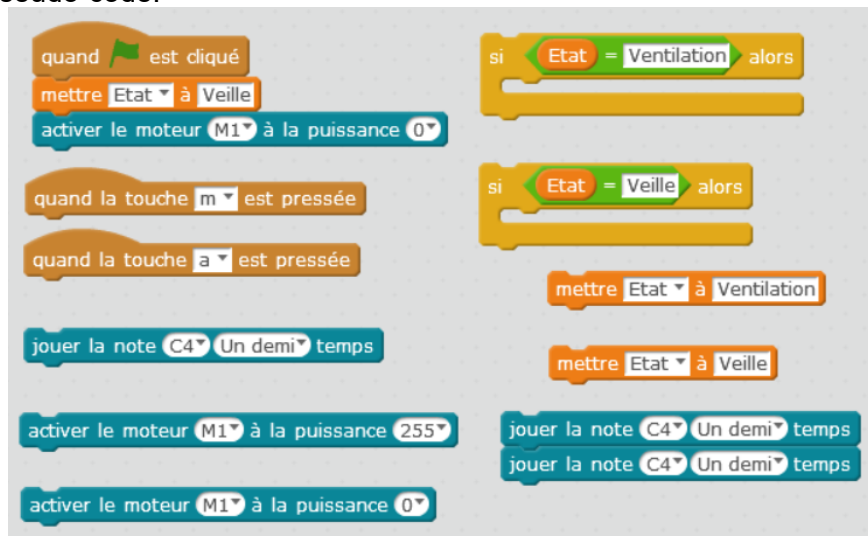 quand est cliqué
mettre Etat à Veille
activer le moteur M1 à la puissance 0
quand la touche m est pressée
quand la touche a est pressée
jouer la note C4 Un demi temps
activer le moteur M1 à la puissance 255
activer le moteur M1 à la puissance 0
si Etat = Ventilation alors
si Etat = Veille alors
mettre Etat à Ventilation
mettre Etat à Veille
jouer la note C4 Un demi temps
jouer la note C4 Un demi temps